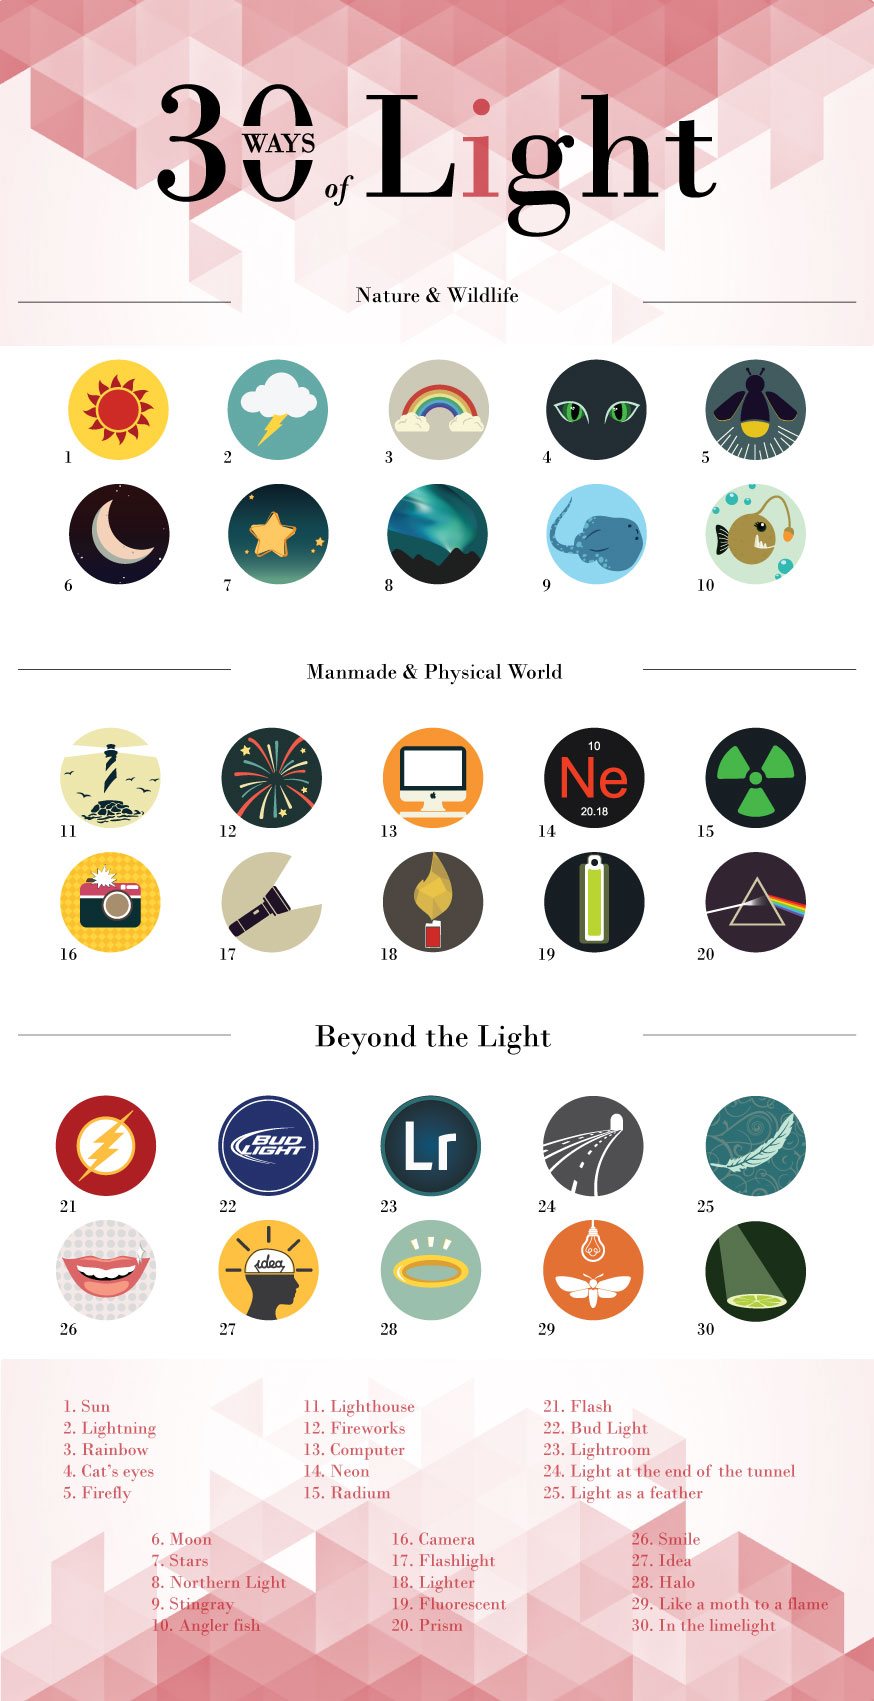 30 WAYS of Light
Nature & Wildlife
1 2 3 4 5
6 7 8 9 10
Manmade & Physical World
10
Ne
20.18
11 12 13 14 15
16 17 18 19 20
Beyond the Light
BUD
LIGHT
Lr
21 22 23 24 25
idea
26 27 28 29 30
1. Sun
2. Lightning
3. Rainbow
4. Cat's eyes
5. Firefly
11. Lighthouse
12. Fireworks
13. Computer
14. Neon
15. Radium
21. Flash
22. Bud Light
23. Lightroom
24. Light at the end of the tunnel
25. Light as a feather
6. Moon
7. Stars
8. Northern Light
9. Stingray
10. Angler fish
16. Camera
17. Flashlight
18. Lighter
19. Fluorescent
20. Prism
26. Smile
27. Idea
28. Halo
29. Like a moth to a flame
30. In the limelight